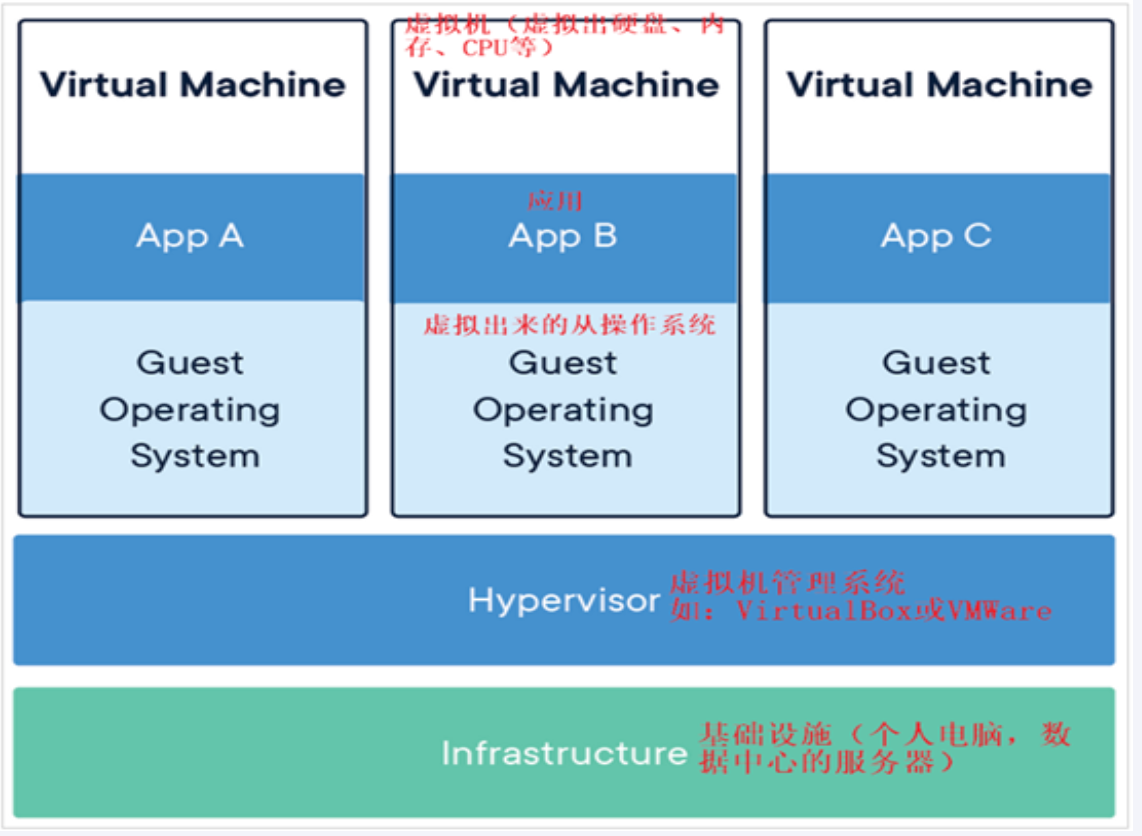 虚拟机（虚拟出硬盘、内
存、CPU等）
Virtual Machine
Virtual Machine
Virtual Machine
应用
App A
App B
App C
虚拟出来的从操作系统
Guest
Operating
System
Guest
Operating
System
Guest
Operating
System
Hypervisor
虚拟机管理系统
如：VirtualBox或VMWare
Infrastructure
基础设施（个人电脑，数
据中心的服务器）